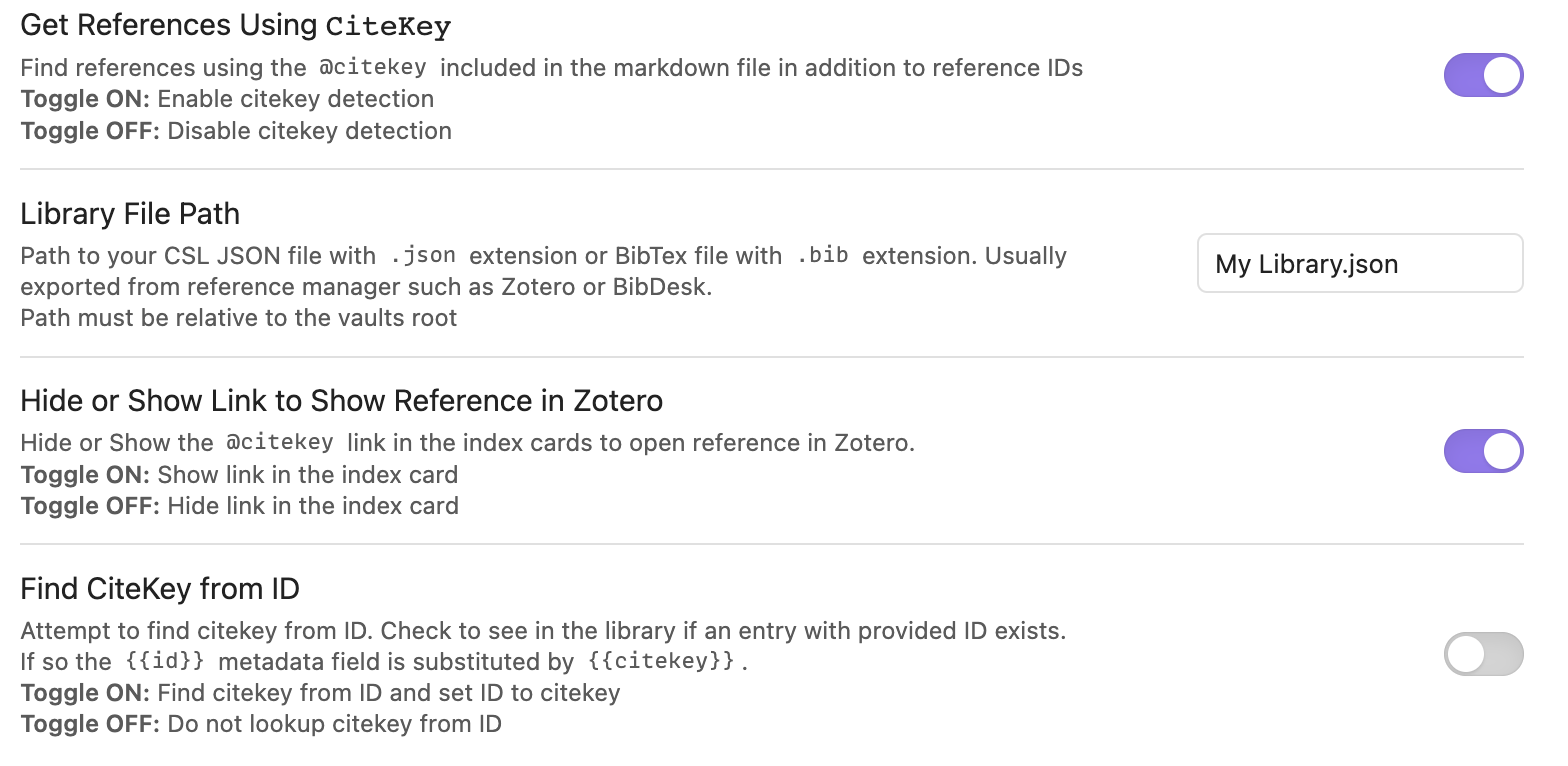 Get References Using CiteKey
Find references using the @citekey included in the markdown file in addition to reference IDs
Toggle ON: Enable citekey detection
Toggle OFF: Disable citekey detection
Library File Path
Path to your CSL JSON file with .json extension or BibTex file with .bib extension. Usually
exported from reference manager such as Zotero or BibDesk.
Path must be relative to the vaults root
My Library.json
Hide or Show Link to Show Reference in Zotero
Hide or Show the @citekey link in the index cards to open reference in Zotero.
Toggle ON: Show link in the index card
Toggle OFF: Hide link in the index card
Find CiteKey from ID
Attempt to find citekey from ID. Check to see in the library if an entry with provided ID exists.
If so the {{id}} metadata field is substituted by {{citekey}}.
Toggle ON: Find citekey from ID and set ID to citekey
Toggle OFF: Do not lookup citekey from ID